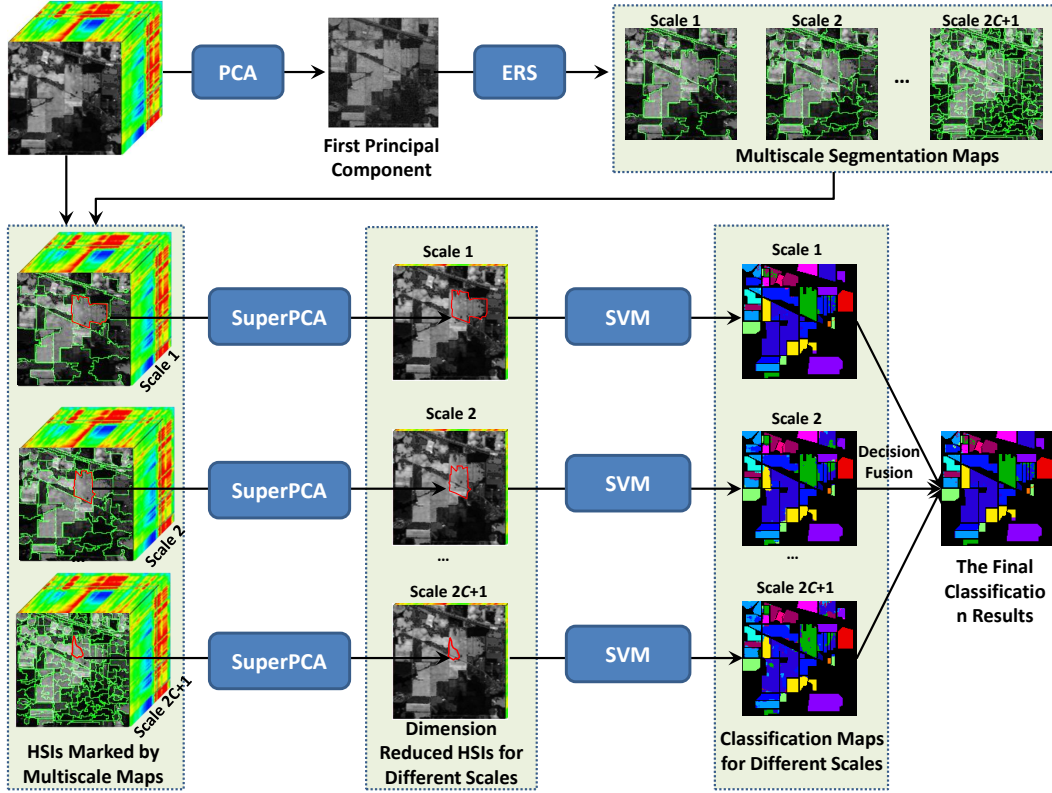 PCA
ERS
First Principal
Component
Scale 1
Scale 2
Scale 2C+1
...
Multiscale Segmentation Maps
Scale 1
SuperPCA
Scale 1
SVM
Scale 1
Scale 2
SuperPCA
Scale 2
SVM
Scale 2
Decision
Fusion
...
...
...
Scale 2C+1
SuperPCA
Scale 2C+1
SVM
Scale 2C+1
HSIs Marked by
Multiscale Maps
Dimension
Reduced HSIs for
Different Scales
Classification Maps
for Different Scales
The Final
Classificatio
n Results